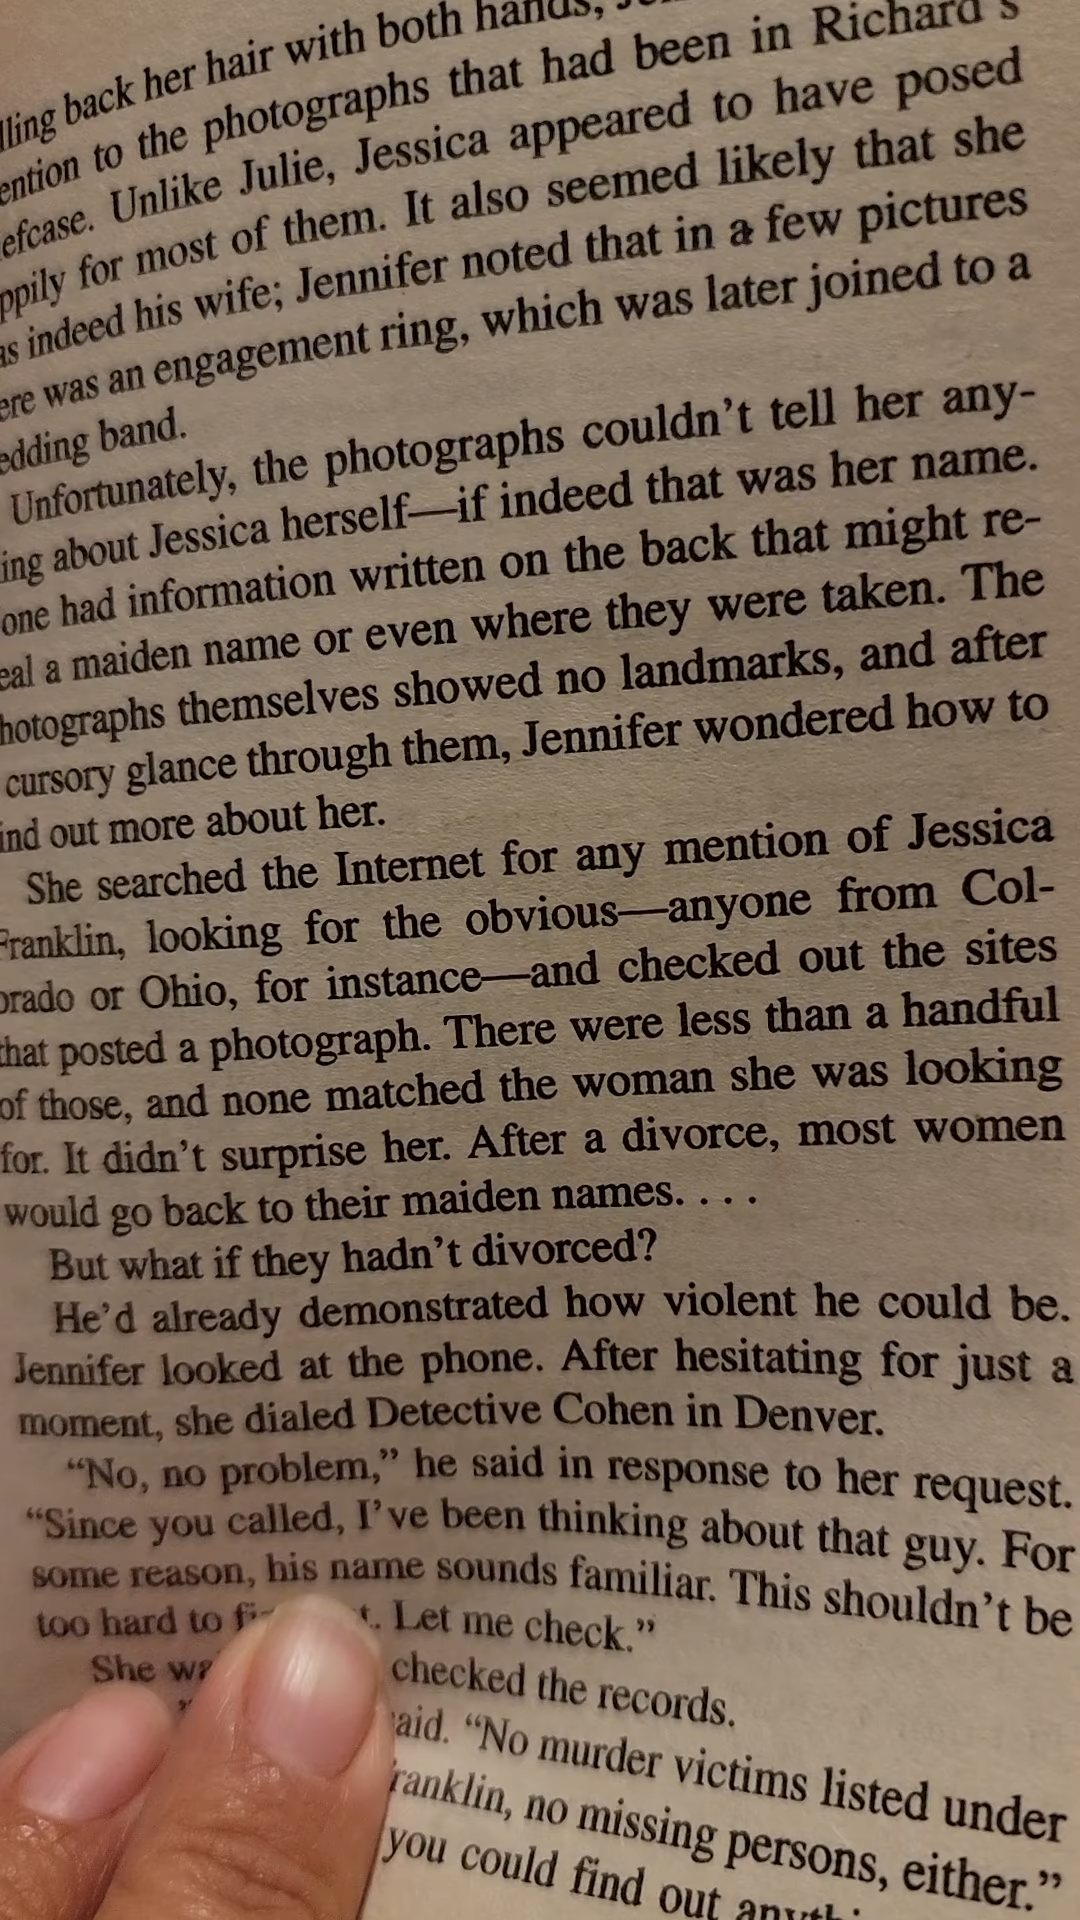 lling back her hair with both hands,
ention to the photographs that had been in Richard's
efcase. Unlike Julie, Jessica appeared to have posed
ppily for most of them. It also seemed likely that she
as indeed his wife; Jennifer noted that in a few pictures
ere was an engagement ring, which was later joined to a
edding band.
Unfortunately, the photographs couldn't tell her any-
ing about Jessica herself—if indeed that was her name.
one had information written on the back that might re-
eal a maiden name or even where they were taken. The
hotographs themselves showed no landmarks, and after
cursory glance through them, Jennifer wondered how to
ind out more about her.
She searched the Internet for any mention of Jessica
Franklin, looking for the obvious—anyone from Col-
orado or Ohio, for instance—and checked out the sites
that posted a photograph. There were less than a handful
of those, and none matched the woman she was looking
for. It didn't surprise her. After a divorce, most women
would go back to their maiden names. . . .
But what if they hadn't divorced?
He'd already demonstrated how violent he could be.
Jennifer looked at the phone. After hesitating for just a
moment, she dialed Detective Cohen in Denver.
"No, no problem," he said in response to her request.
"Since you called, I've been thinking about that guy. For
some reason, his name sounds familiar. This shouldn't be
too hard to Let me check."
She checked the records.
aid. "No murder victims listed under
ranklin, no missing persons, either."
you could find out